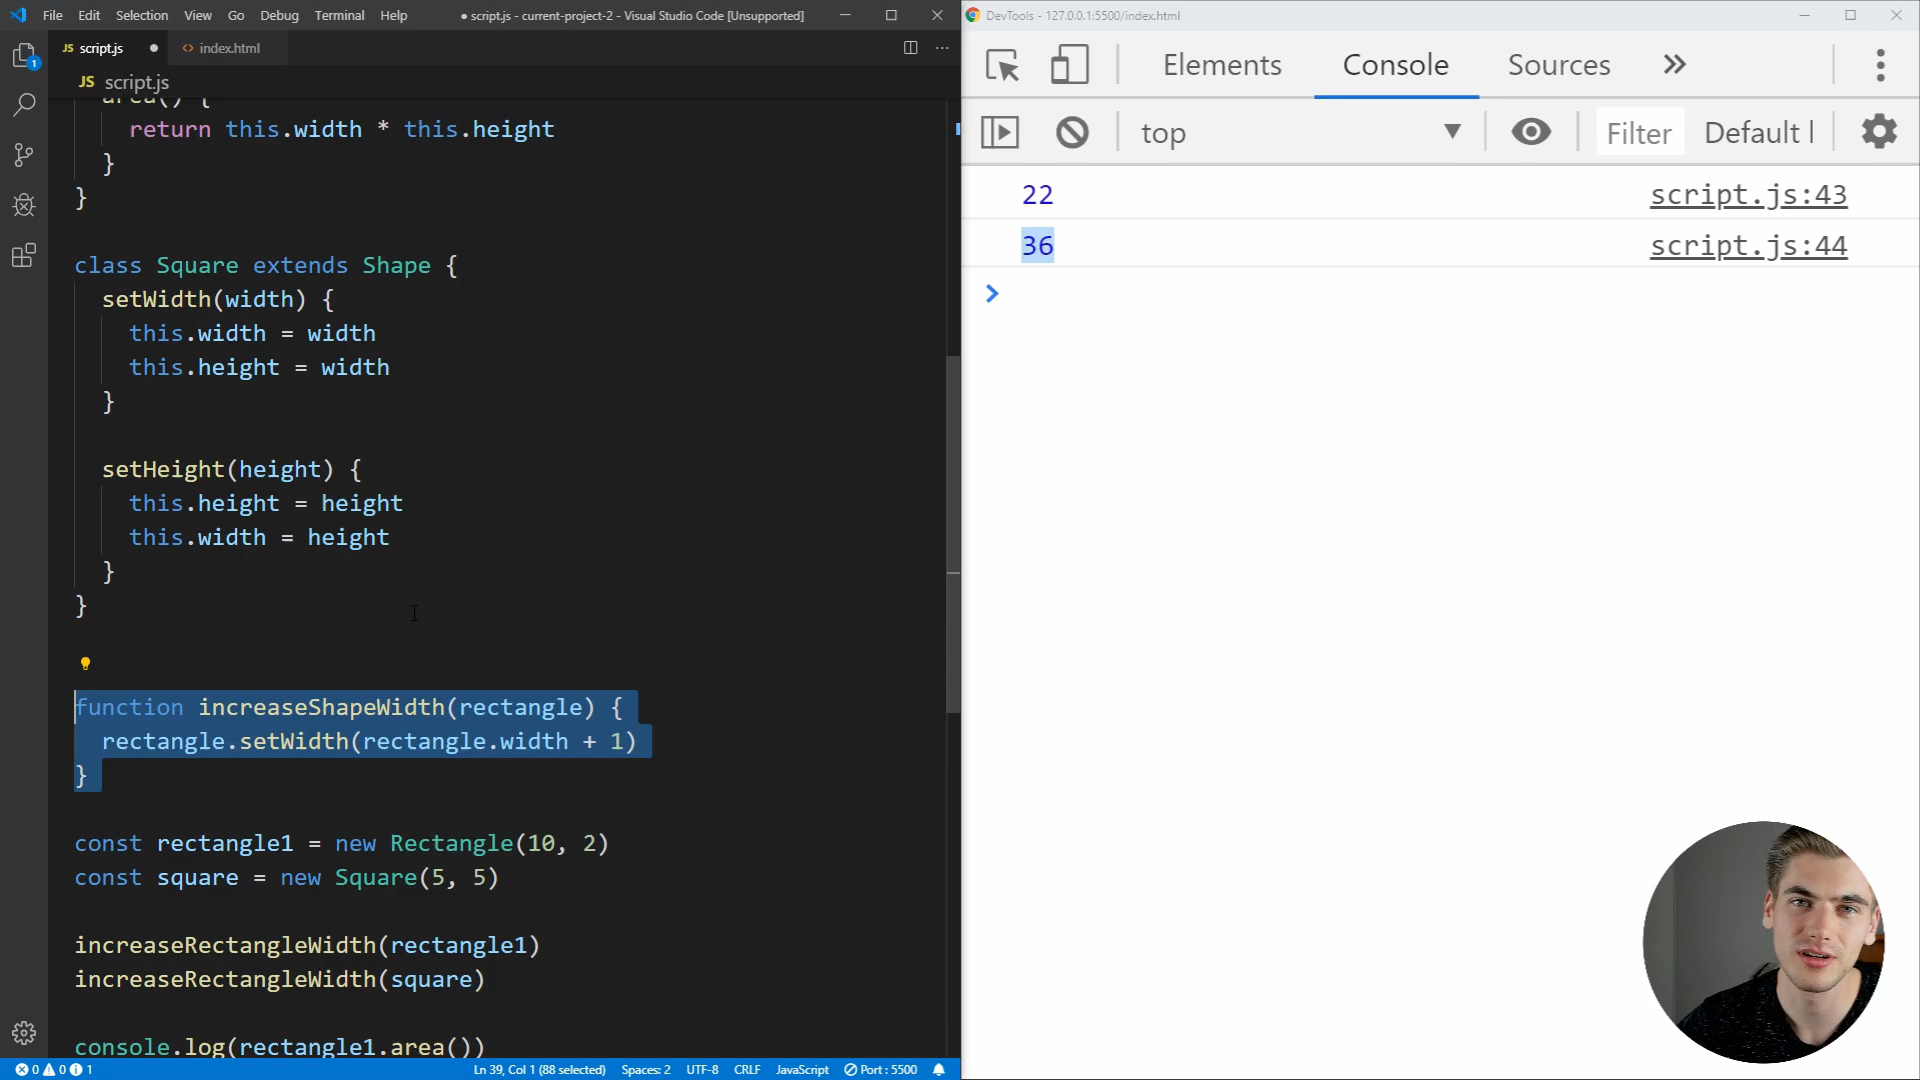 File Edit Selection View Go Debug Terminal Help
● script.js - current-project-2 - Visual Studio Code [Unsupported]
DevTools - 127.0.0.1:5500/index.html
JS script.js ● <> index.html
JS script.js
Elements Console Sources
top Filter Default l
area() {
return this.width * this.height
}
}
class Square extends Shape {
setWidth(width) {
this.width = width
this.height = width
}
setHeight(height) {
this.height = height
this.width = height
}
}
function increaseShapeWidth(rectangle) {
rectangle.setWidth(rectangle.width + 1)
}
const rectangle1 = new Rectangle(10, 2)
const square = new Square(5, 5)
increaseRectangleWidth(rectangle1)
increaseRectangleWidth(square)
console.log(rectangle1.area())
22 script.js:43
36 script.js:44
>
1
0 0 1 Ln 39, Col 1 (88 selected) Spaces: 2 UTF-8 CRLF JavaScript Port : 5500